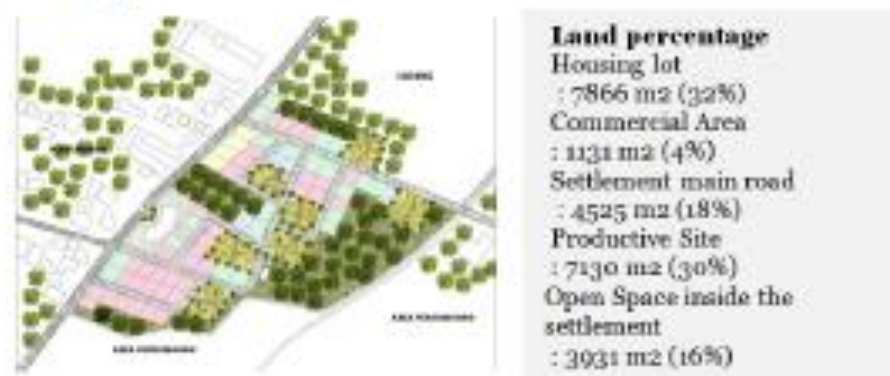 Land percentage
Housing lot
: 7866 m2 (32%)
Commercial Area
: 1131 m2 (4%)
Settlement main road
: 4525 m2 (18%)
Productive Site
: 7130 m2 (30%)
Open Space inside the
settlement
: 3931 m2 (16%)